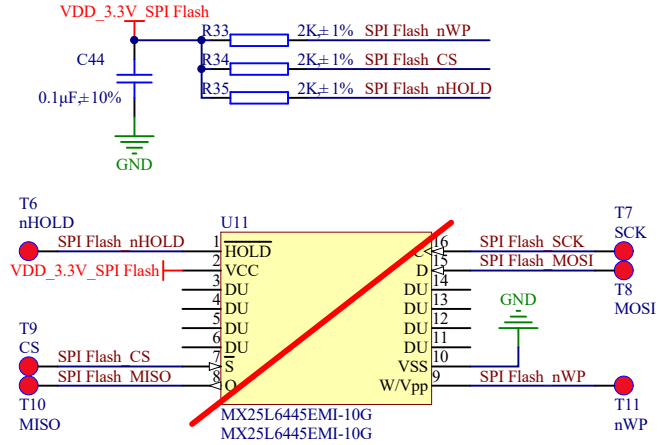 VDD_3.3V_SPI Flash
R33 2K,±1% SPI Flash_nWP
C44 R34 2K,±1% SPI Flash_CS
0.1µF,±10% R35 2K,±1% SPI Flash_nHOLD
GND
T6
nHOLD
U11
T7
SCK
SPI Flash_nHOLD 1 HOLD C 16 SPI Flash_SCK
VDD_3.3V_SPI Flash 2 VCC D 15 SPI Flash_MOSI
3 DU DU 14
T8
MOSI
4 DU DU 13
GND
5 DU DU 12
T9
CS
6 DU DU 11
SPI Flash_CS 7 S VSS 10
SPI Flash_MISO 8 Q W/Vpp 9 SPI Flash_nWP
T10
MISO
MX25L6445EMI-10G
MX25L6445EMI-10G
T11
nWP